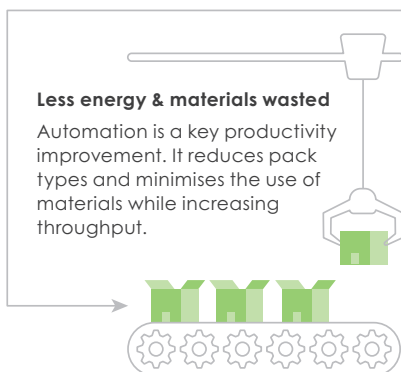 Less energy & materials wasted
Automation is a key productivity
improvement. It reduces pack
types and minimises the use of
materials while increasing
throughput.